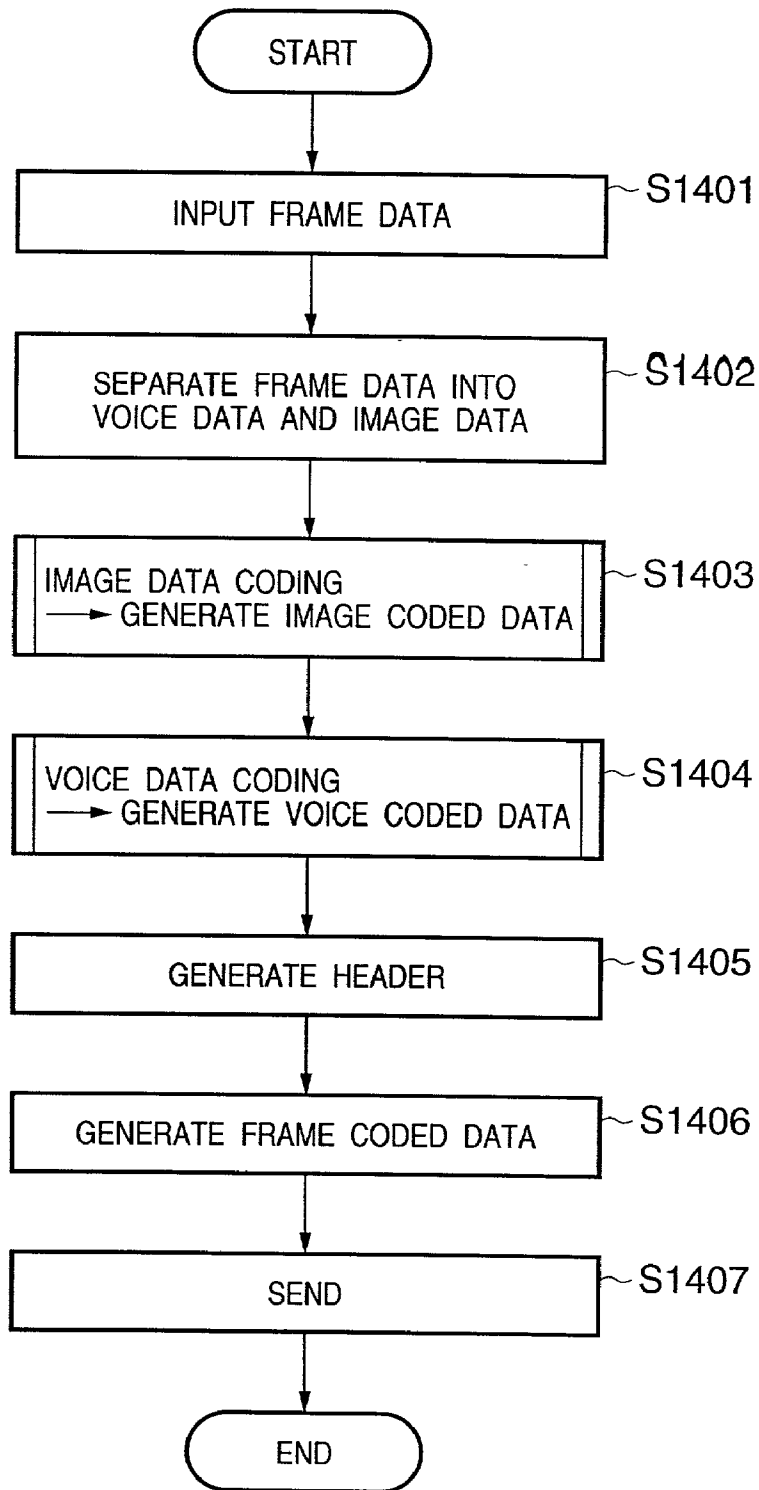 START
INPUT FRAME DATA
S1401
SEPARATE FRAME DATA INTO
VOICE DATA AND IMAGE DATA
S1402
IMAGE DATA CODING
→ GENERATE IMAGE CODED DATA
S1403
VOICE DATA CODING
→ GENERATE VOICE CODED DATA
S1404
GENERATE HEADER
S1405
GENERATE FRAME CODED DATA
S1406
SEND
S1407
END